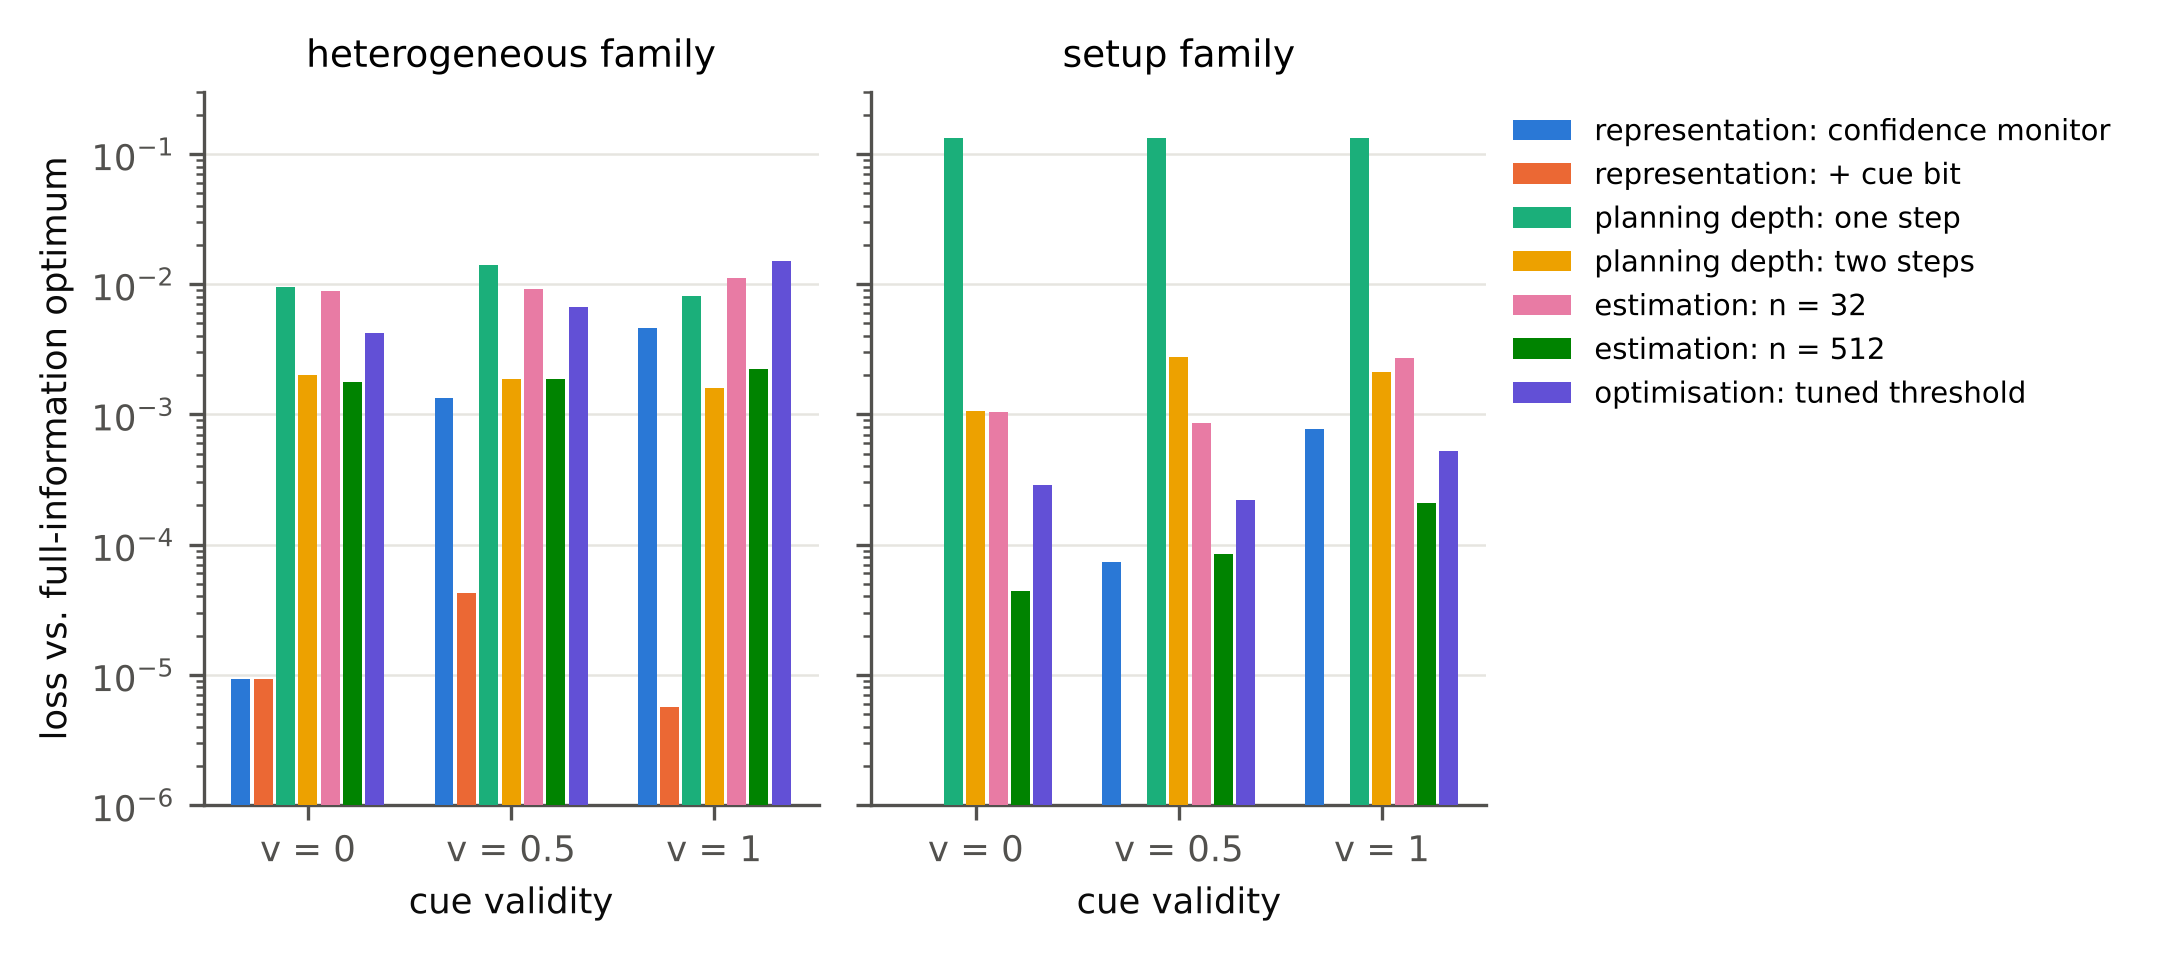 heterogeneous family
setup family
loss vs. full-information optimum
10⁻¹
10⁻²
10⁻³
10⁻⁴
10⁻⁵
10⁻⁶
v = 0
v = 0.5
v = 1
cue validity
v = 0
v = 0.5
v = 1
cue validity
representation: confidence monitor
representation: + cue bit
planning depth: one step
planning depth: two steps
estimation: n = 32
estimation: n = 512
optimisation: tuned threshold